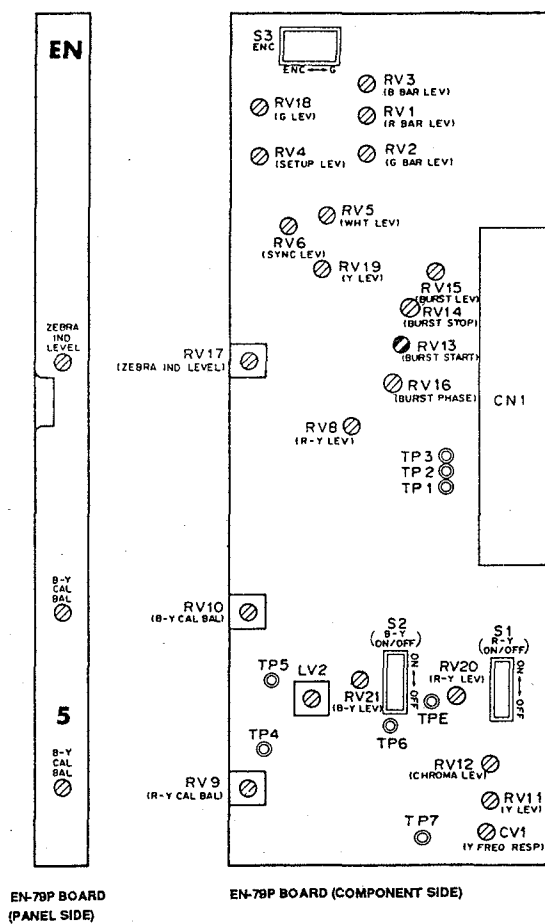 EN
ZEBRA
IND
LEVEL
B-Y
CAL
BAL
5
B-Y
CAL
BAL
EN-79P BOARD
(PANEL SIDE)
S3
ENC
ENC ↔ G
RV3
(B BAR LEV)
RV18
(G LEV)
RV1
(R BAR LEV)
RV4
(SETUP LEV)
RV2
(G BAR LEV)
RV5
(WHT LEV)
RV6
(SYNC LEV)
RV19
(Y LEV)
RV15
(BURST LEV)
RV14
(BURST STOP)
RV17
(ZEBRA IND LEVEL)
RV13
(BURST START)
RV16
(BURST PHASE)
CN1
RV8
(R-Y LEV)
TP3
TP2
TP1
RV10
(B-Y CAL BAL)
S2
(B-Y
ON/OFF)
ON ↔ OFF
S1
(R-Y
ON/OFF)
ON ↔ OFF
TP5
LV2
RV21
(B-Y LEV)
RV20
(R-Y LEV)
TPE
TP6
TP4
RV12
(CHROMA LEV)
RV9
(R-Y CAL BAL)
RV11
(Y LEV)
TP7
CV1
(Y FREQ RESP)
EN-79P BOARD (COMPONENT SIDE)